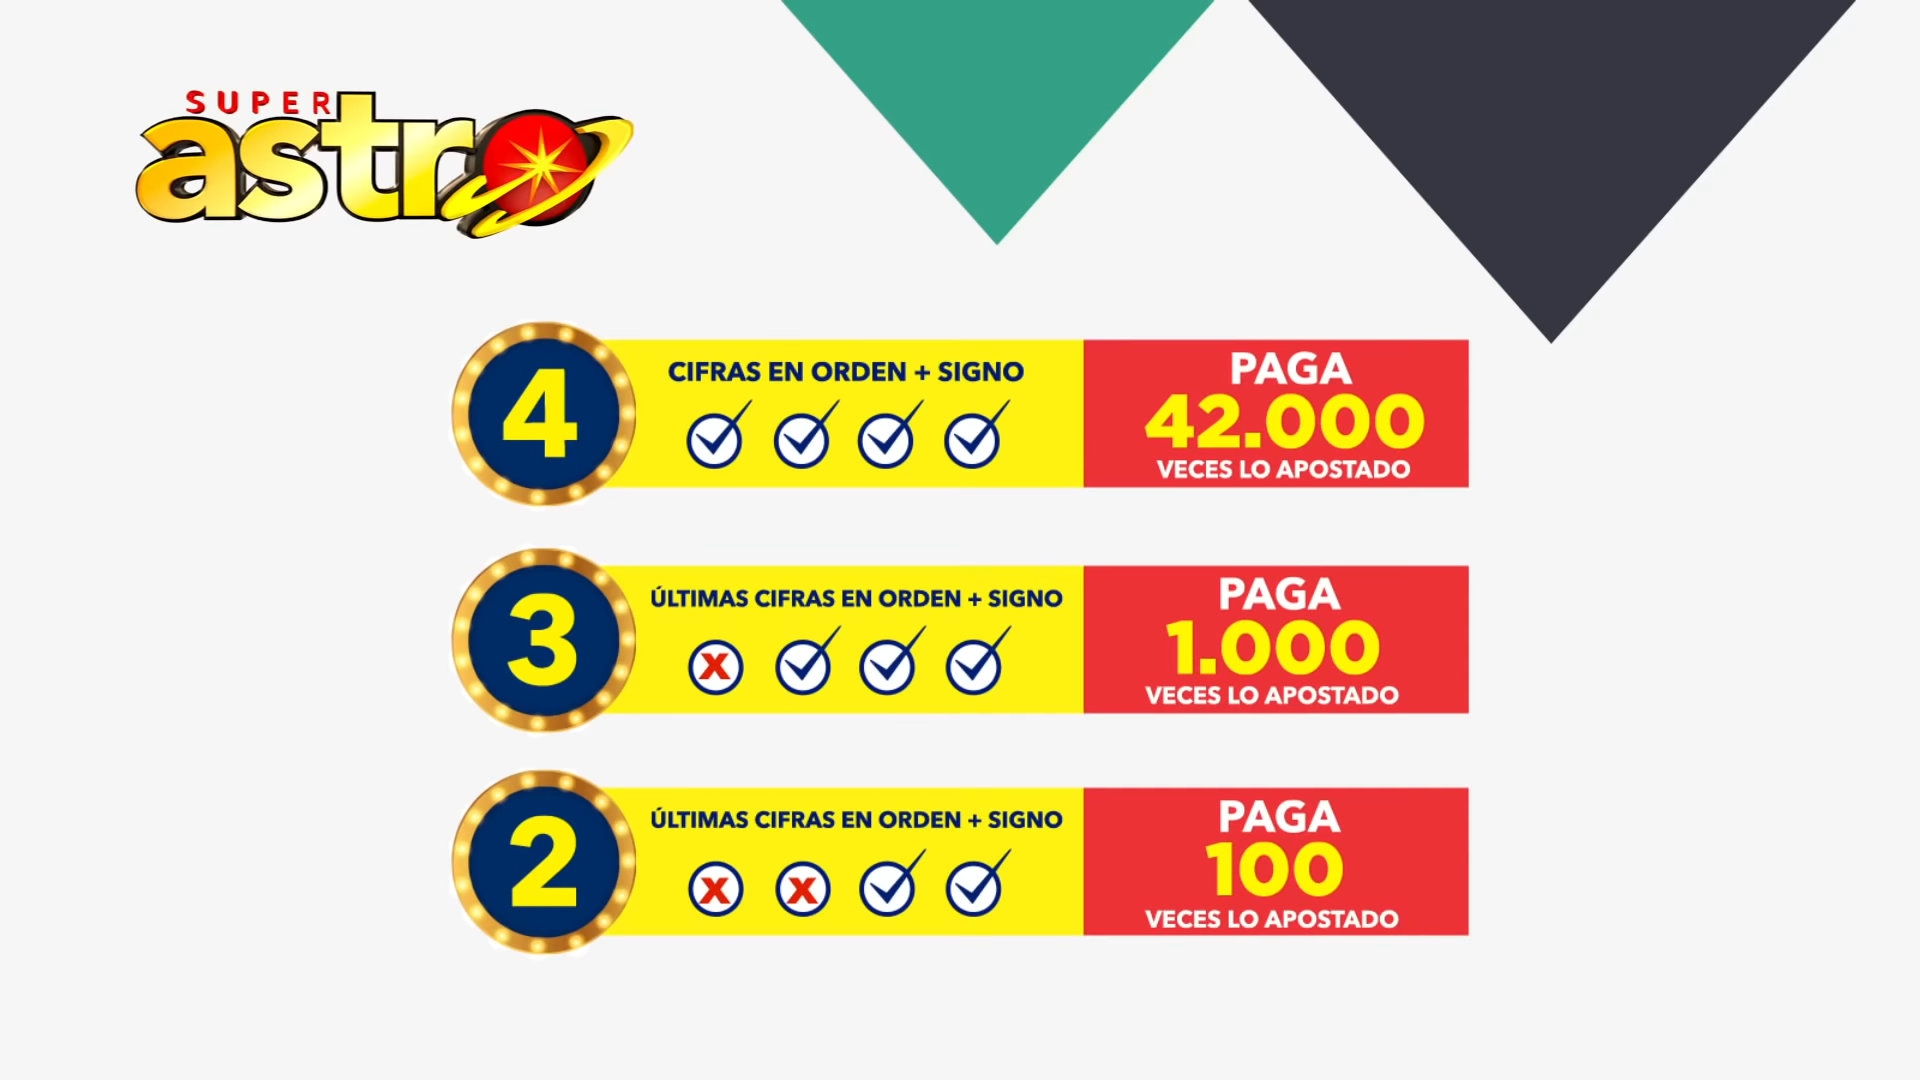 SUPER
astro
4
CIFRAS EN ORDEN + SIGNO
PAGA
42.000
VECES LO APOSTADO
3
ÚLTIMAS CIFRAS EN ORDEN + SIGNO
X
PAGA
1.000
VECES LO APOSTADO
2
ÚLTIMAS CIFRAS EN ORDEN + SIGNO
X X
PAGA
100
VECES LO APOSTADO